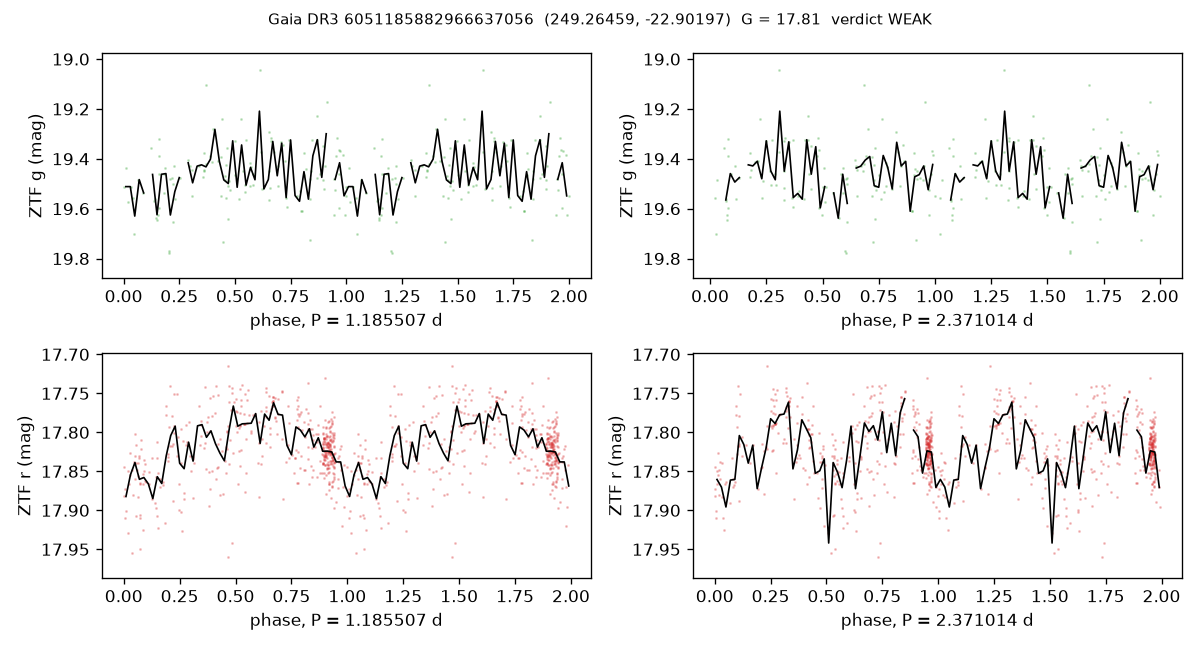 Gaia DR3 6051185882966637056 (249.26459, -22.90197) G = 17.81 verdict WEAK
ZTF g (mag)
19.0
19.2
19.4
19.6
19.8
0.00 0.25 0.50 0.75 1.00 1.25 1.50 1.75 2.00
phase, P = 1.185507 d
ZTF g (mag)
19.0
19.2
19.4
19.6
19.8
0.00 0.25 0.50 0.75 1.00 1.25 1.50 1.75 2.00
phase, P = 2.371014 d
ZTF r (mag)
17.70
17.75
17.80
17.85
17.90
17.95
0.00 0.25 0.50 0.75 1.00 1.25 1.50 1.75 2.00
phase, P = 1.185507 d
ZTF r (mag)
17.70
17.75
17.80
17.85
17.90
17.95
0.00 0.25 0.50 0.75 1.00 1.25 1.50 1.75 2.00
phase, P = 2.371014 d